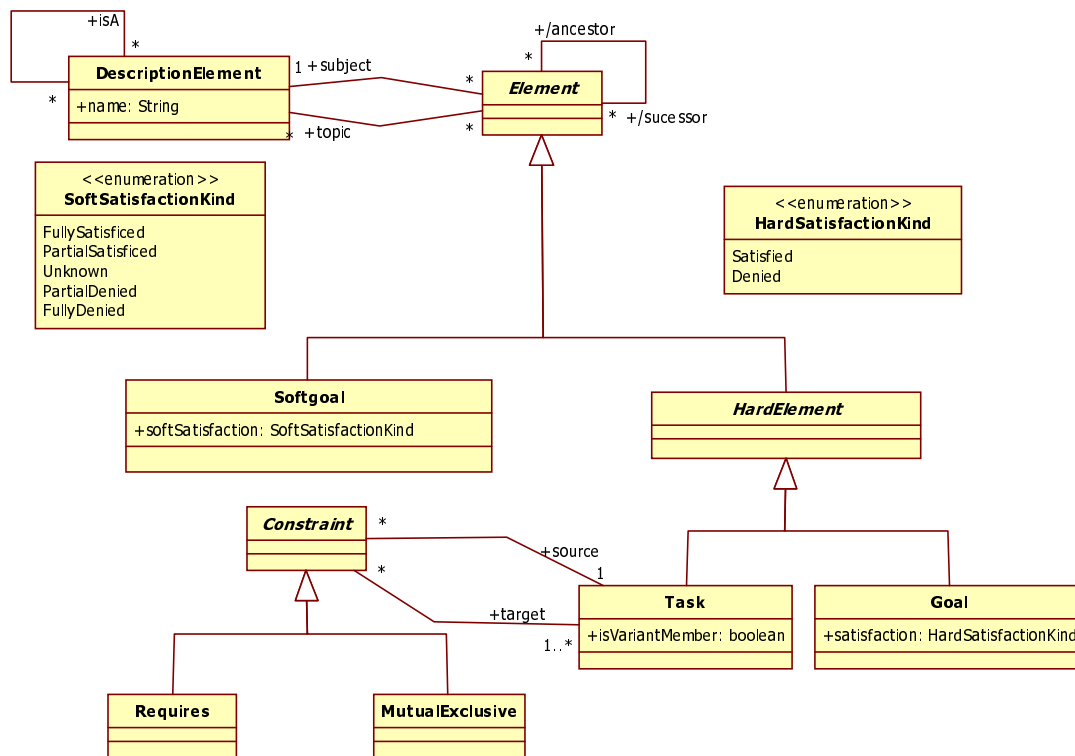 +isA
*
DescriptionElement
+name: String
*
1 +subject
*
* +topic
*
+/ancestor
*
Element
* +/sucessor
<<enumeration>>
SoftSatisfactionKind
FullySatisficed
PartialSatisficed
Unknown
PartialDenied
FullyDenied
<<enumeration>>
HardSatisfactionKind
Satisfied
Denied
Softgoal
+softSatisfaction: SoftSatisfactionKind
HardElement
Constraint
*
+source
1
*
+target
1..*
Task
+isVariantMember: boolean
Goal
+satisfaction: HardSatisfactionKind
Requires
MutualExclusive